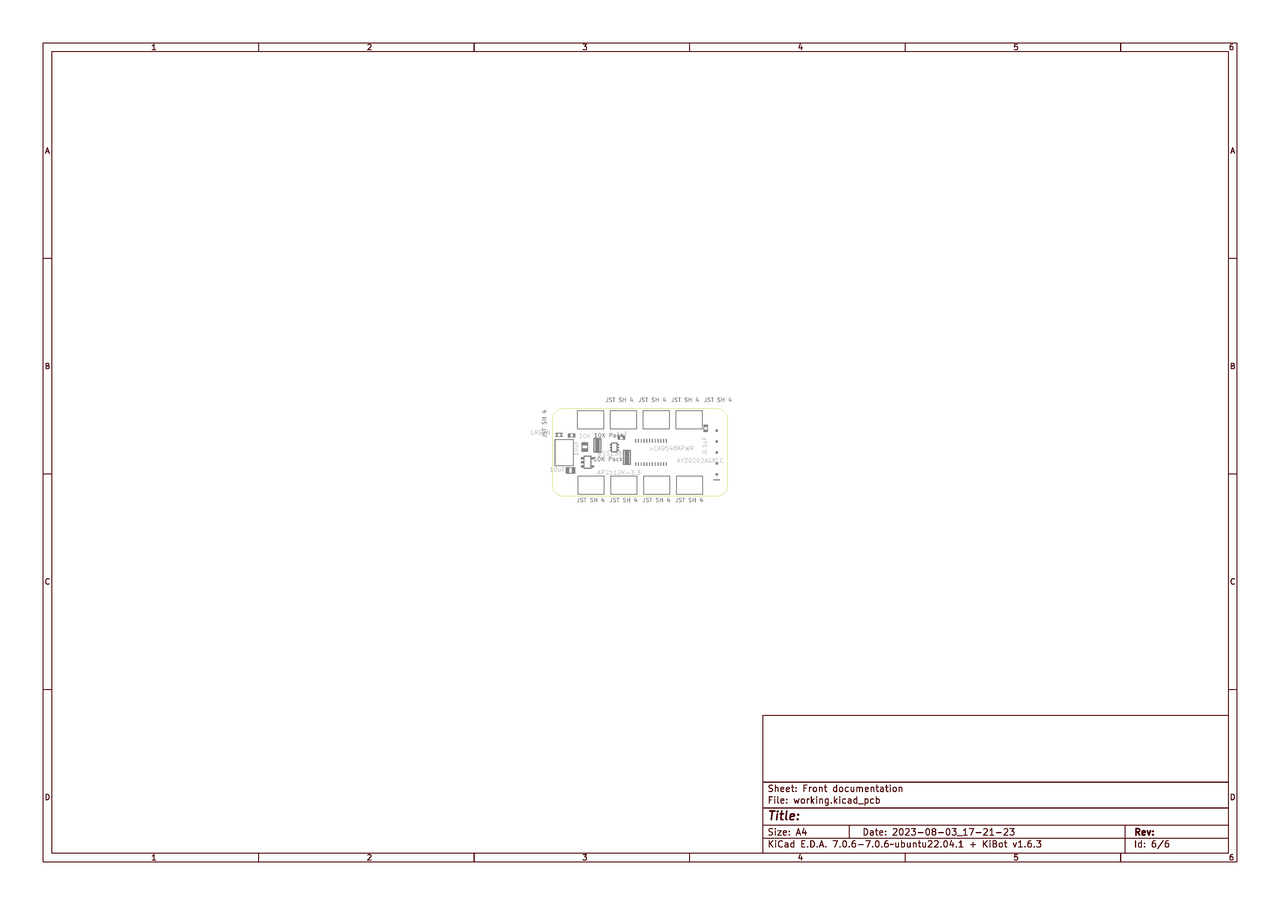 1 2 3 4 5 6
A A
B B
C C
D D
JST SH 4 JST SH 4 JST SH 4 JST SH 4
JST SH 4
GREEN
10K 10K Pack
0.1uF
10uF
10K Pack
AYZ0202AGRLC
10uF
AP2112K-3.3
JST SH 4 JST SH 4 JST SH 4 JST SH 4
Sheet: Front documentation
File: working.kicad_pcb
Title:
Size: A4 Date: 2023-08-03_17-21-23 Rev:
KiCad E.D.A. 7.0.6-7.0.6~ubuntu22.04.1 + KiBot v1.6.3 Id: 6/6
1 2 3 4 5 6